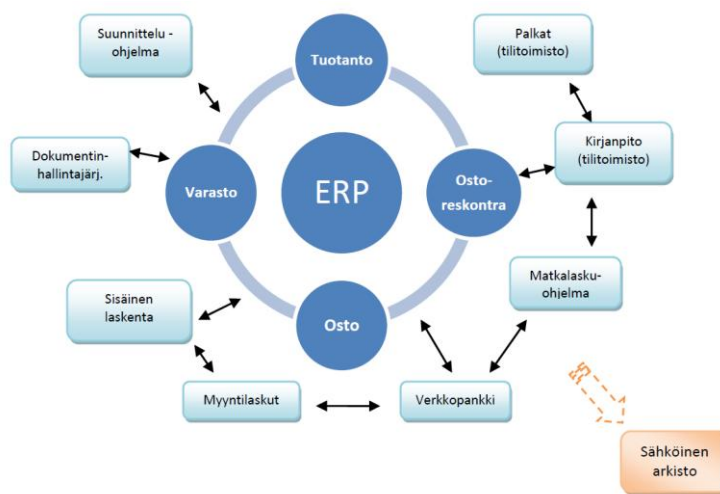 Suunnittelu -
ohjelma
Tuotanto
Palkat
(tilitoimisto)
Dokumentin-
hallintajärj.
Varasto
ERP
Osto-
reskontra
Kirjanpito
(tilitoimisto)
Sisäinen
laskenta
Osto
Matkalasku-
ohjelma
Myyntilaskut
Verkkopankki
Sähköinen
arkisto